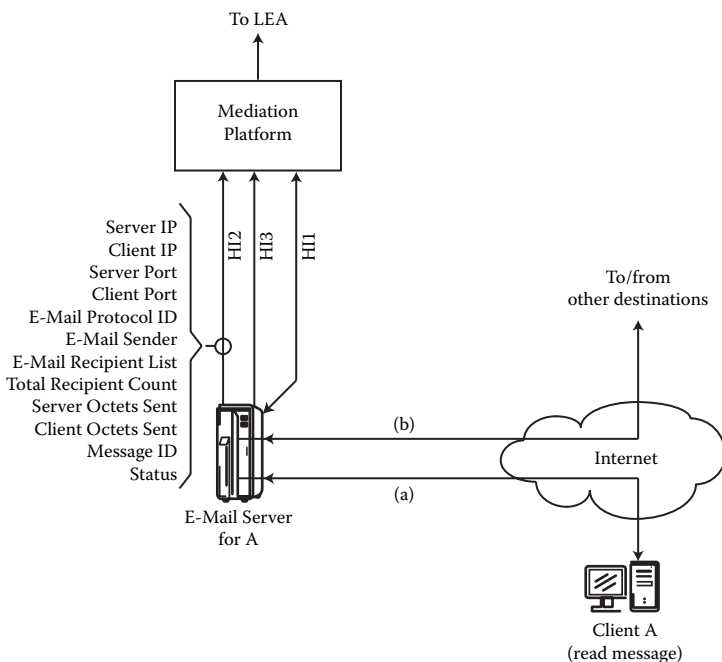 To LEA
Mediation
Platform
HI2
HI3
HI1
Server IP
Client IP
Server Port
Client Port
E-Mail Protocol ID
E-Mail Sender
E-Mail Recipient List
Total Recipient Count
Server Octets Sent
Client Octets Sent
Message ID
Status
E-Mail Server
for A
To/from
other destinations
(b)
Internet
(a)
Client A
(read message)